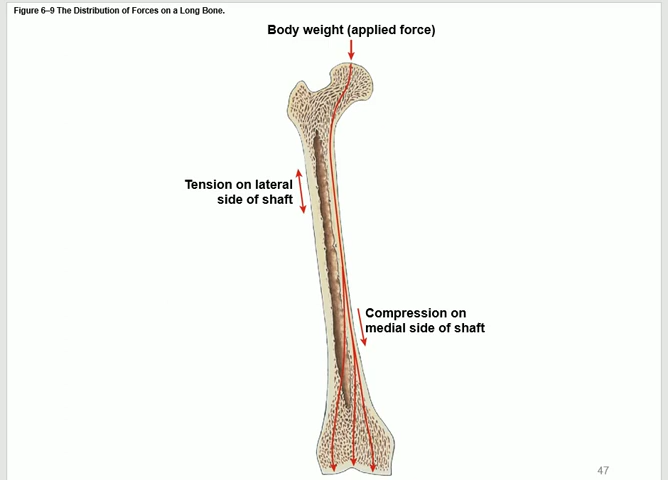 Figure 6–9 The Distribution of Forces on a Long Bone.
Body weight (applied force)
Tension on lateral
side of shaft
Compression on
medial side of shaft
47